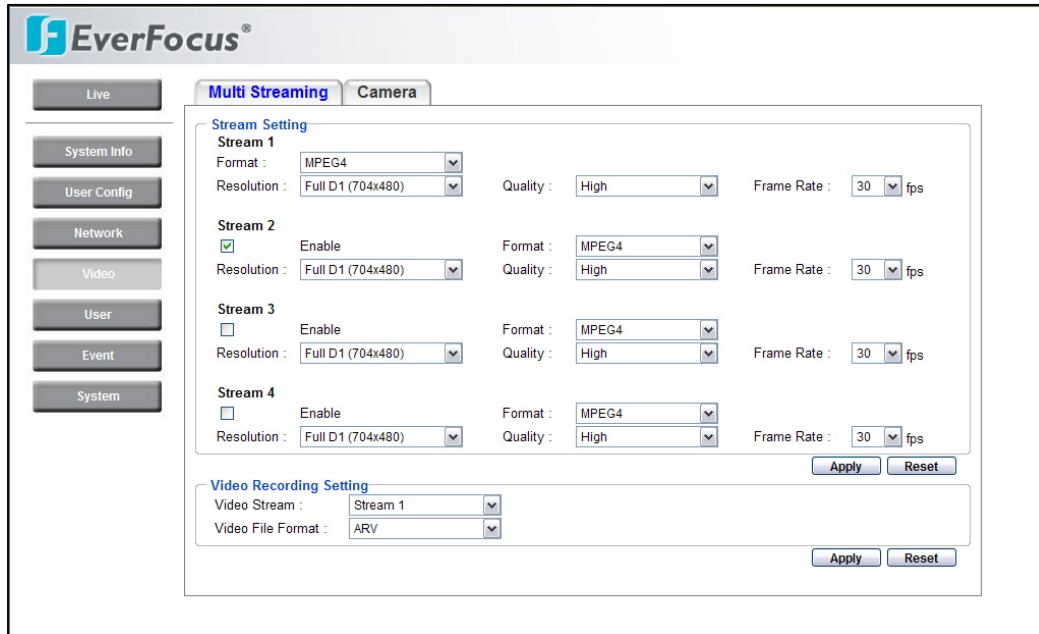 EverFocus®
Live
System Info
User Config
Network
Video
User
Event
System
Multi Streaming Camera
Stream Setting
Stream 1
Format : MPEG4
Resolution : Full D1 (704x480) Quality : High Frame Rate : 30 fps
Stream 2
Enable Format : MPEG4
Resolution : Full D1 (704x480) Quality : High Frame Rate : 30 fps
Stream 3
Enable Format : MPEG4
Resolution : Full D1 (704x480) Quality : High Frame Rate : 30 fps
Stream 4
Enable Format : MPEG4
Resolution : Full D1 (704x480) Quality : High Frame Rate : 30 fps
Apply Reset
Video Recording Setting
Video Stream : Stream 1
Video File Format : ARV
Apply Reset